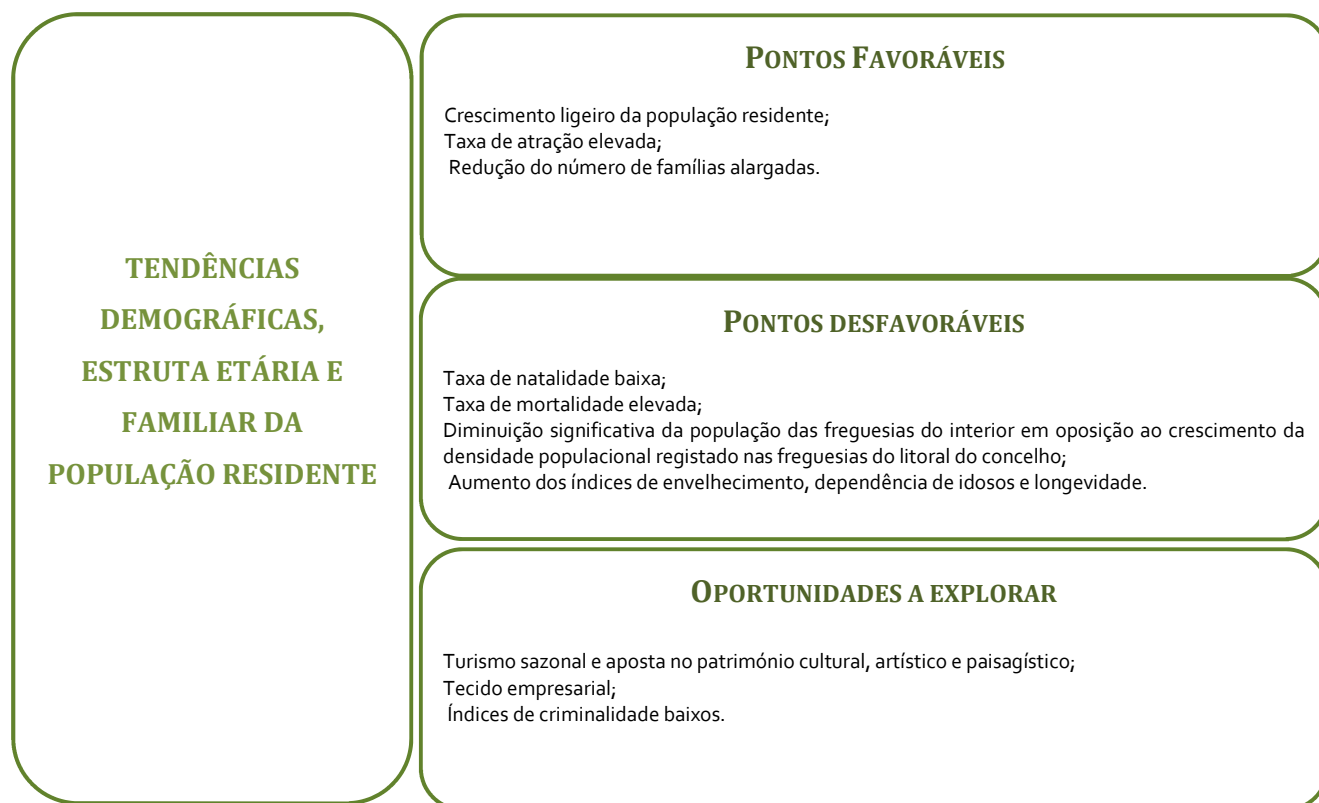 TENDÊNCIAS
DEMOGRÁFICAS,
ESTRUTA ETÁRIA E
FAMILIAR DA
POPULAÇÃO RESIDENTE
PONTOS FAVORÁVEIS
Crescimento ligeiro da população residente;
Taxa de atração elevada;
Redução do número de famílias alargadas.
PONTOS DESFAVORÁVEIS
Taxa de natalidade baixa;
Taxa de mortalidade elevada;
Diminuição significativa da população das freguesias do interior em oposição ao crescimento da
densidade populacional registado nas freguesias do litoral do concelho;
Aumento dos índices de envelhecimento, dependência de idosos e longevidade.
OPORTUNIDADES A EXPLORAR
Turismo sazonal e aposta no património cultural, artístico e paisagístico;
Tecido empresarial;
Índices de criminalidade baixos.